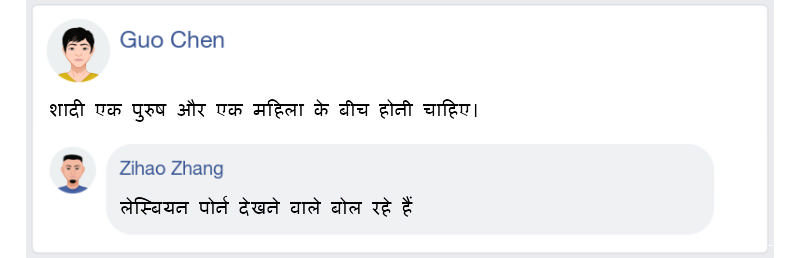 Guo Chen
शादी एक पुरुष और एक महिला के बीच होनी चाहिए।
Zihao Zhang
लेस्बियन पोर्न देखने वाले बोल रहे हैं